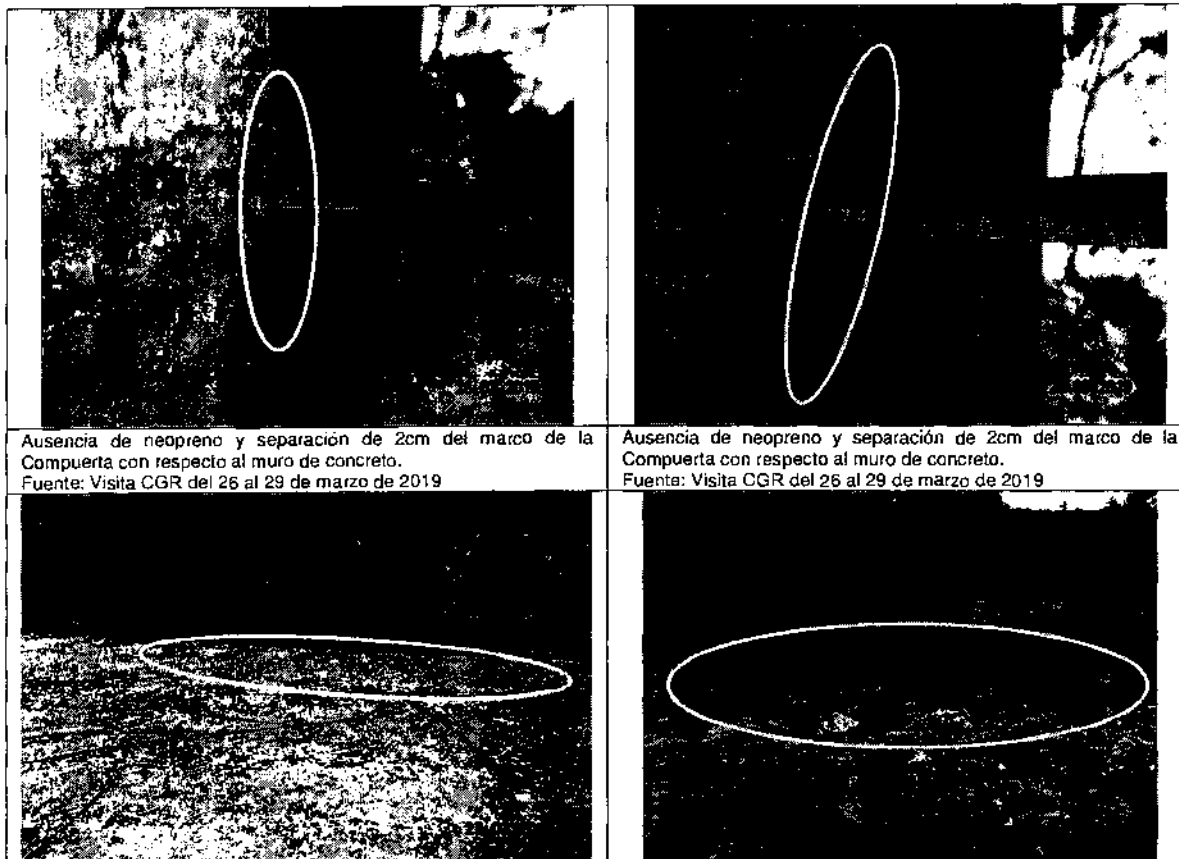 Ausencia de neopreno y separación de 2cm del marco de la
Compuerta con respecto al muro de concreto.
Fuente: Visita CGR del 26 al 29 de marzo de 2019
Ausencia de neopreno y separación de 2cm del marco de la
Compuerta con respecto al muro de concreto.
Fuente: Visita CGR del 26 al 29 de marzo de 2019